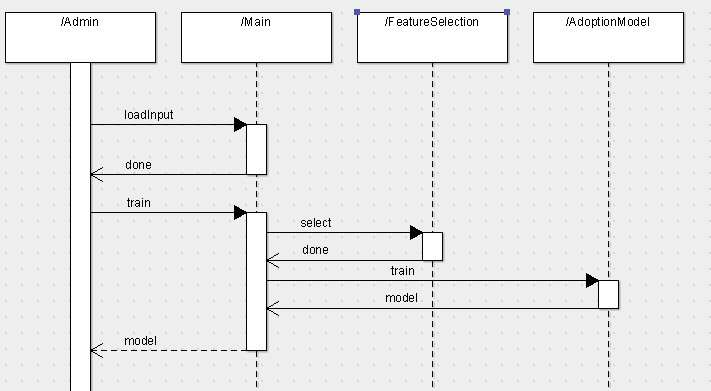 /Admin
/Main
/FeatureSelection
/AdoptionModel
loadInput
done
train
select
done
train
model
model